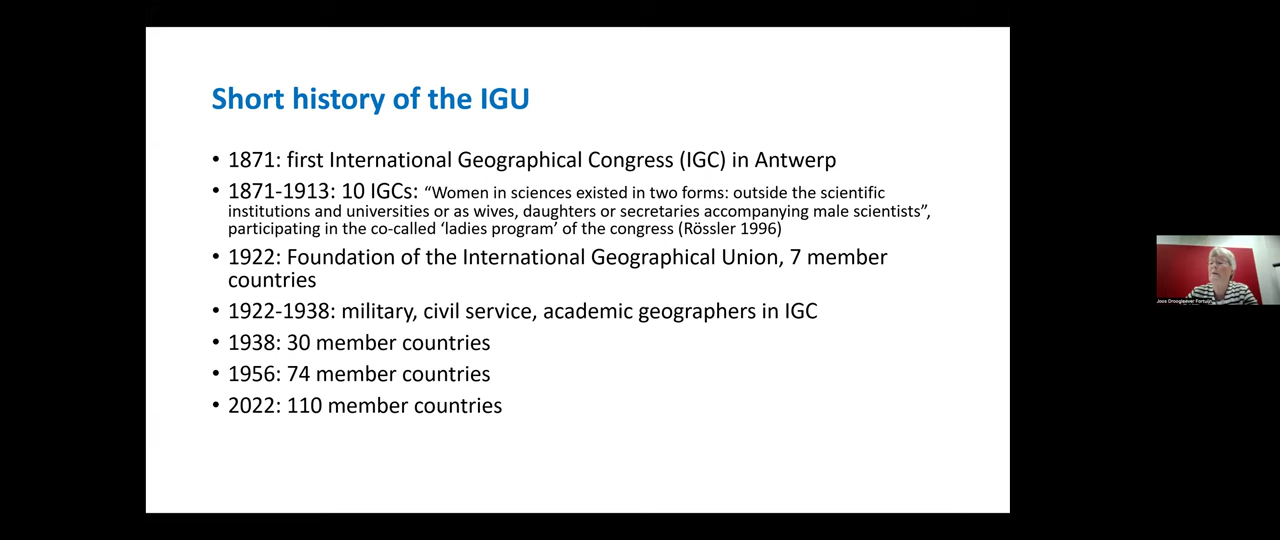 Short history of the IGU
• 1871: first International Geographical Congress (IGC) in Antwerp
• 1871-1913: 10 IGCs: “Women in sciences existed in two forms: outside the scientific
institutions and universities or as wives, daughters or secretaries accompanying male scientists”,
participating in the co-called ‘ladies program’ of the congress (Rössler 1996)
• 1922: Foundation of the International Geographical Union, 7 member
countries
• 1922-1938: military, civil service, academic geographers in IGC
• 1938: 30 member countries
• 1956: 74 member countries
• 2022: 110 member countries
Joos Droogleever Fortuijn